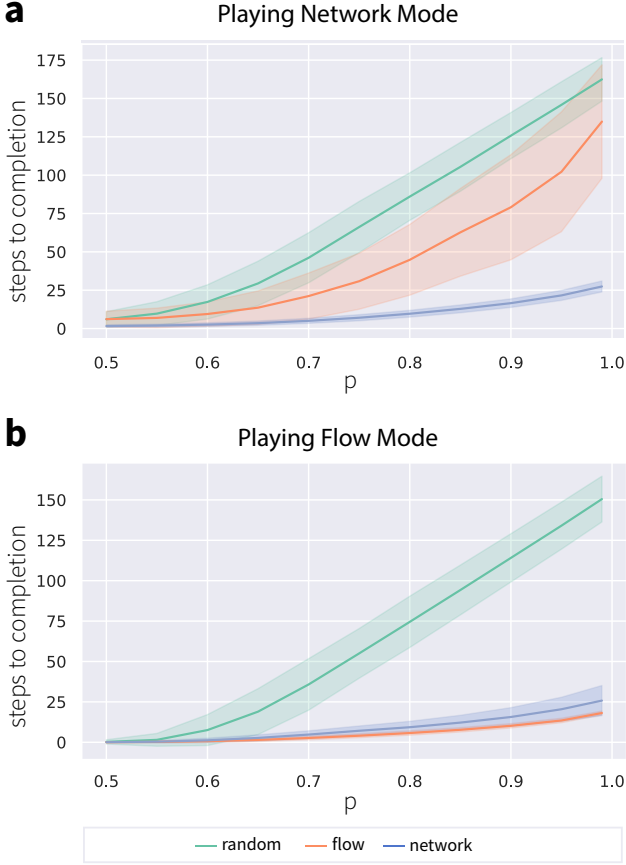 a
Playing Network Mode
steps to completion
175
150
125
100
75
50
25
0
0.5 0.6 0.7 0.8 0.9 1.0
p
b
Playing Flow Mode
steps to completion
150
125
100
75
50
25
0
0.5 0.6 0.7 0.8 0.9 1.0
p
random flow network